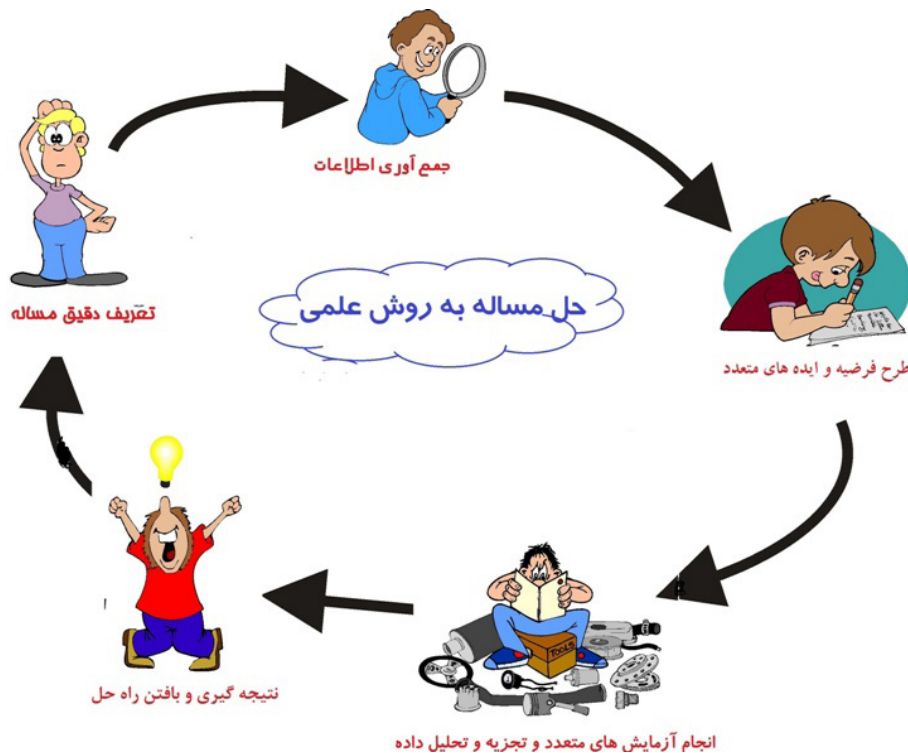 جمع آوری اطلاعات
تعریف دقیق مساله
حل مساله به روش علمی
طرح فرضیه و ایده های متعدد
TOOLS
نتیجه گیری و بافتن راه حل
انجام آزمایش های متعدد و تجزیه و تحلیل داده